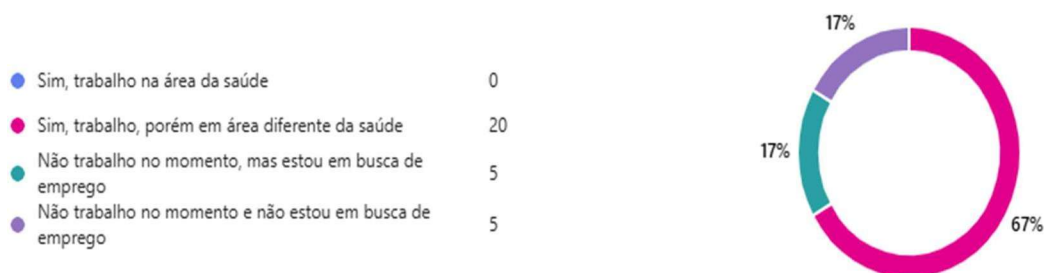 17%
Sim, trabalho na área da saúde 0
Sim, trabalho, porém em área diferente da saúde 20
Não trabalho no momento, mas estou em busca de
emprego 5
17%
Não trabalho no momento e não estou em busca de
emprego 5
67%